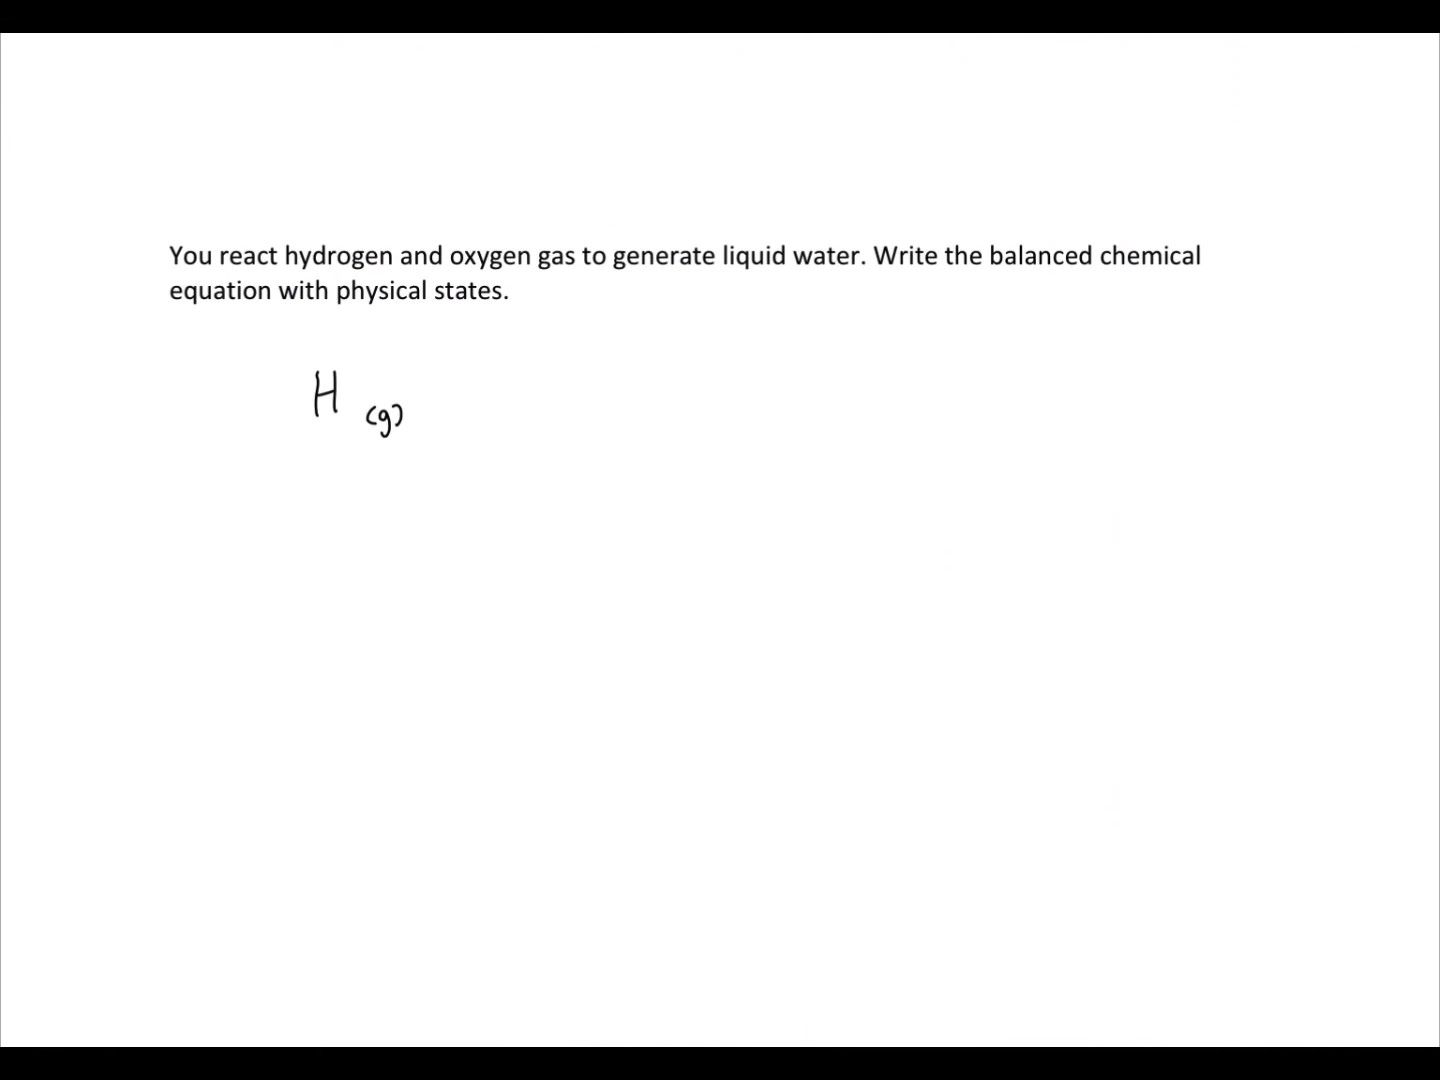 You react hydrogen and oxygen gas to generate liquid water. Write the balanced chemical
equation with physical states.
H (g)